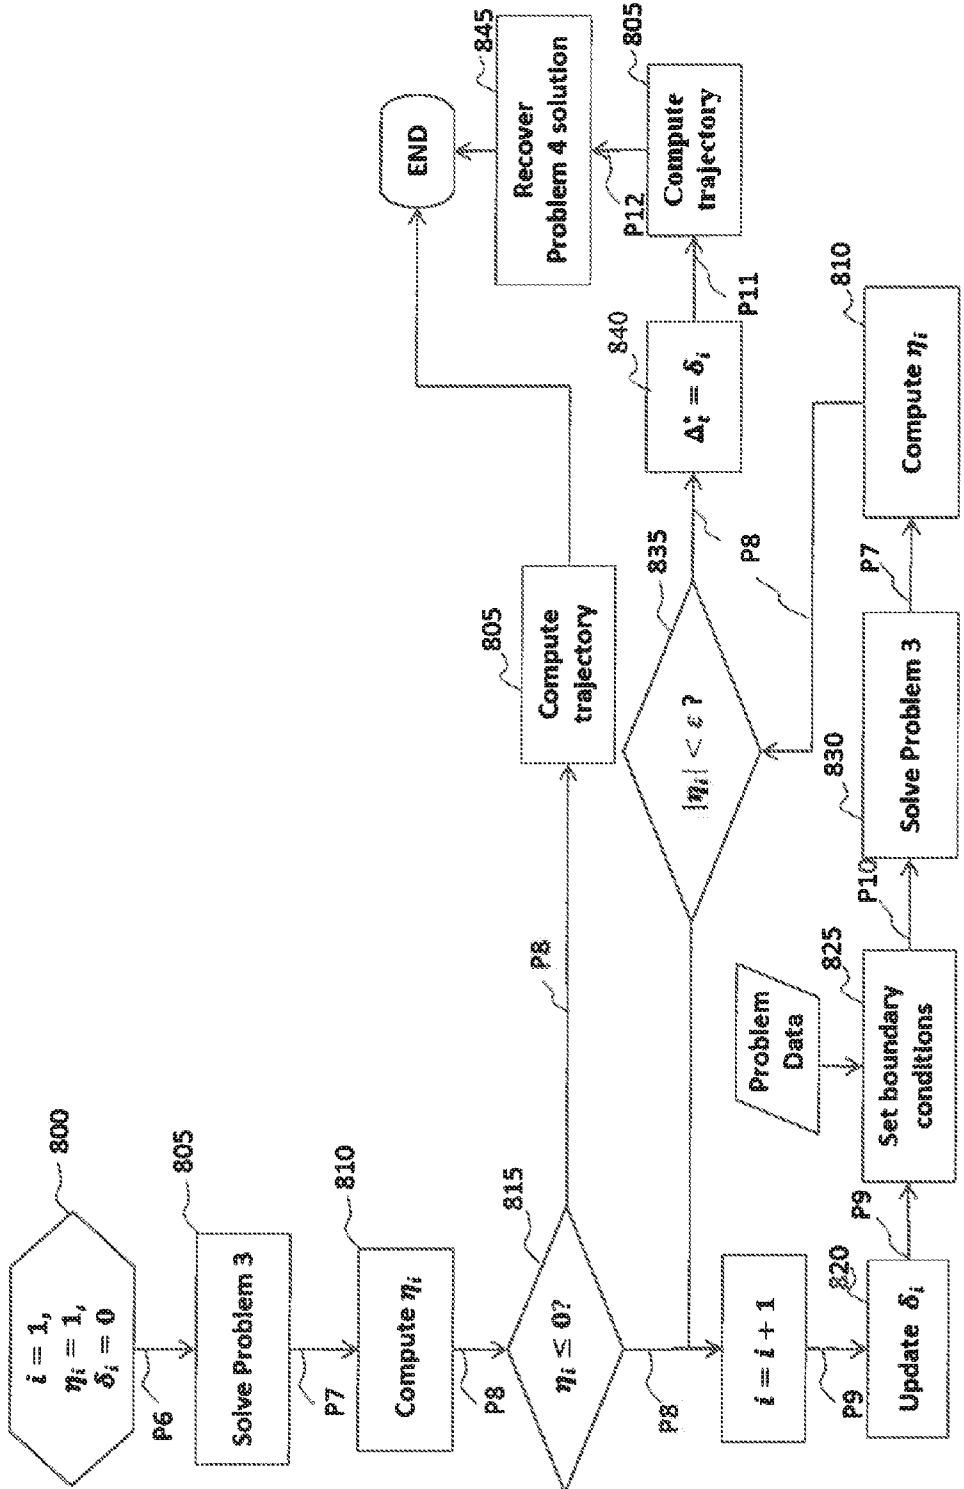 800
i = 1,
ηi = 1,
δi = 0
P6
805
Solve Problem 3
P7
810
Compute ηi
P8
815
ηi ≤ 0?
P8
P8
805
Compute
trajectory
END
i = i + 1
P9
820
Update δi
P9
Problem
Data
825
Set boundary
conditions
P10
830
Solve Problem 3
P7
810
Compute ηi
P8
835
|ηi| < ε ?
840
Δ*t = δi
P11
805
Compute
trajectory
P12
845
Recover
Problem 4 solution